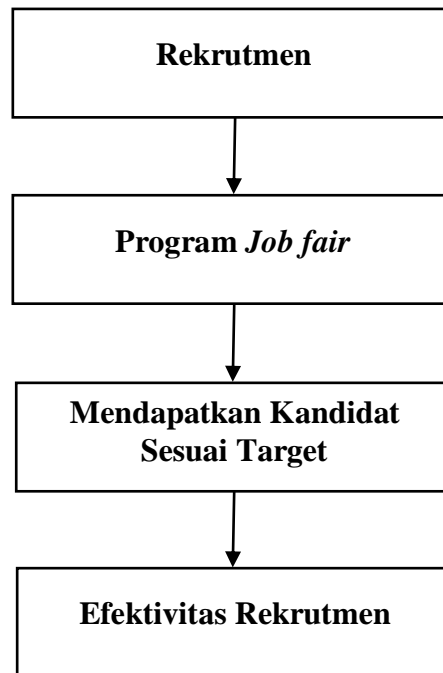 Rekrutmen
Program Job fair
Mendapatkan Kandidat
Sesuai Target
Efektivitas Rekrutmen